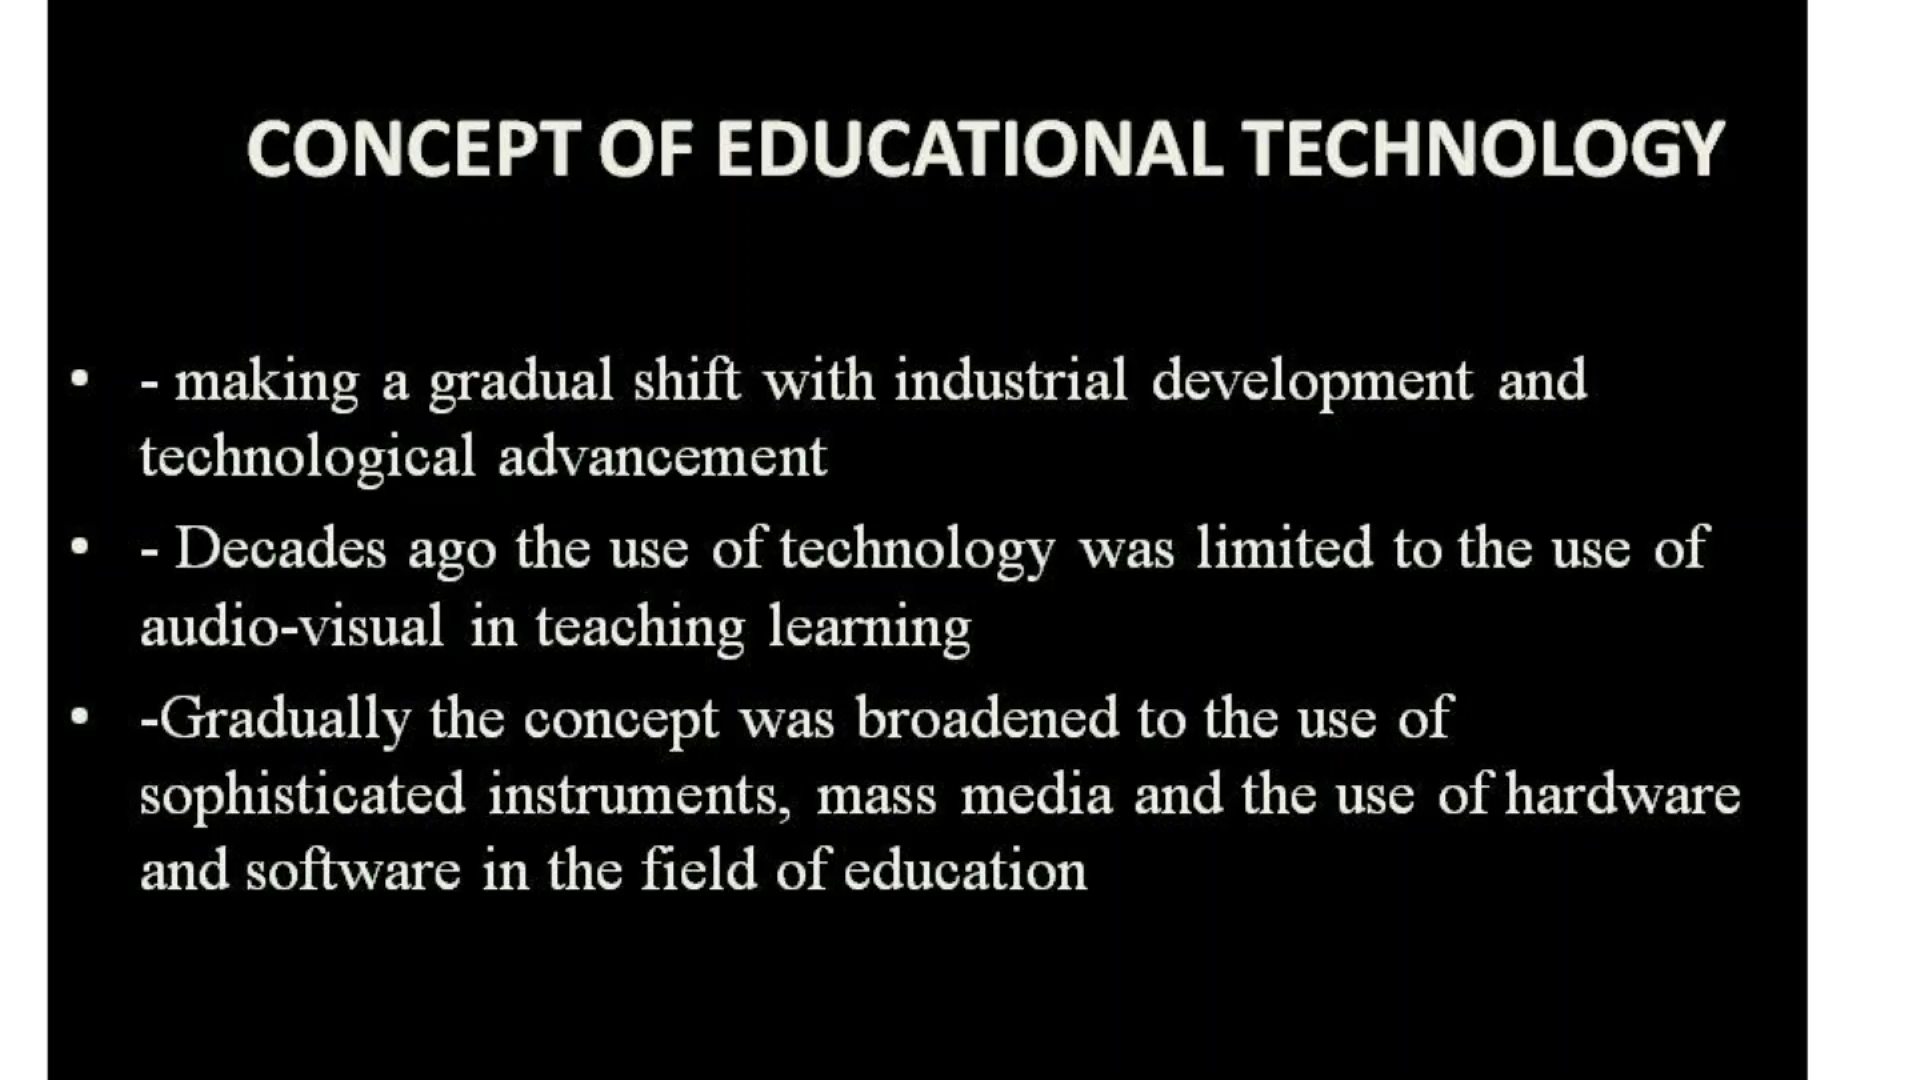 CONCEPT OF EDUCATIONAL TECHNOLOGY
• - making a gradual shift with industrial development and
technological advancement
• - Decades ago the use of technology was limited to the use of
audio-visual in teaching learning
• -Gradually the concept was broadened to the use of
sophisticated instruments, mass media and the use of hardware
and software in the field of education